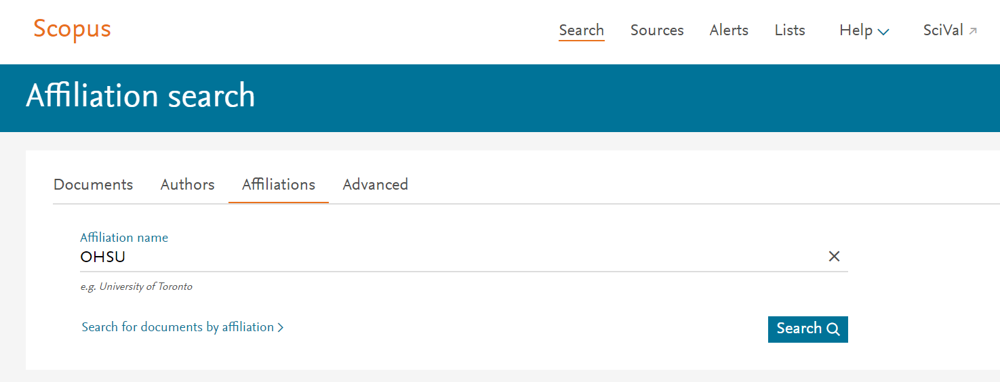 Scopus
Search Sources Alerts Lists Help SciVal
Affiliation search
Documents Authors Affiliations Advanced
Affiliation name
OHSU
e.g. University of Toronto
Search for documents by affiliation
Search